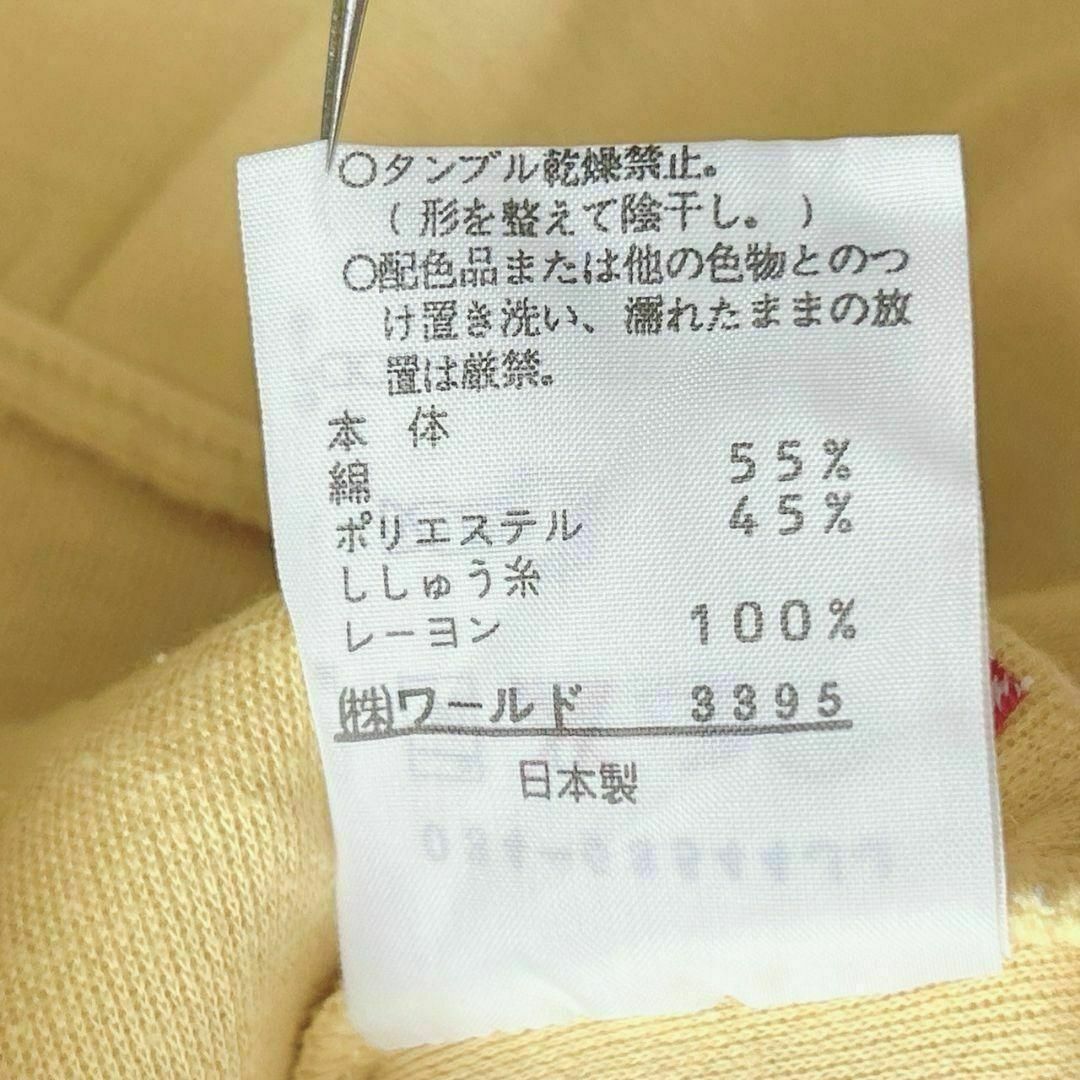 ○タンブル乾燥禁止。
（形を整えて陰干し。）
○配色品または他の色物とのつ
け置き洗い、濡れたままの放
置は厳禁。
本 体
綿 55%
ポリエステル 45%
ししゅう糸
レーヨン 100%
(株)ワールド 3395
日本製